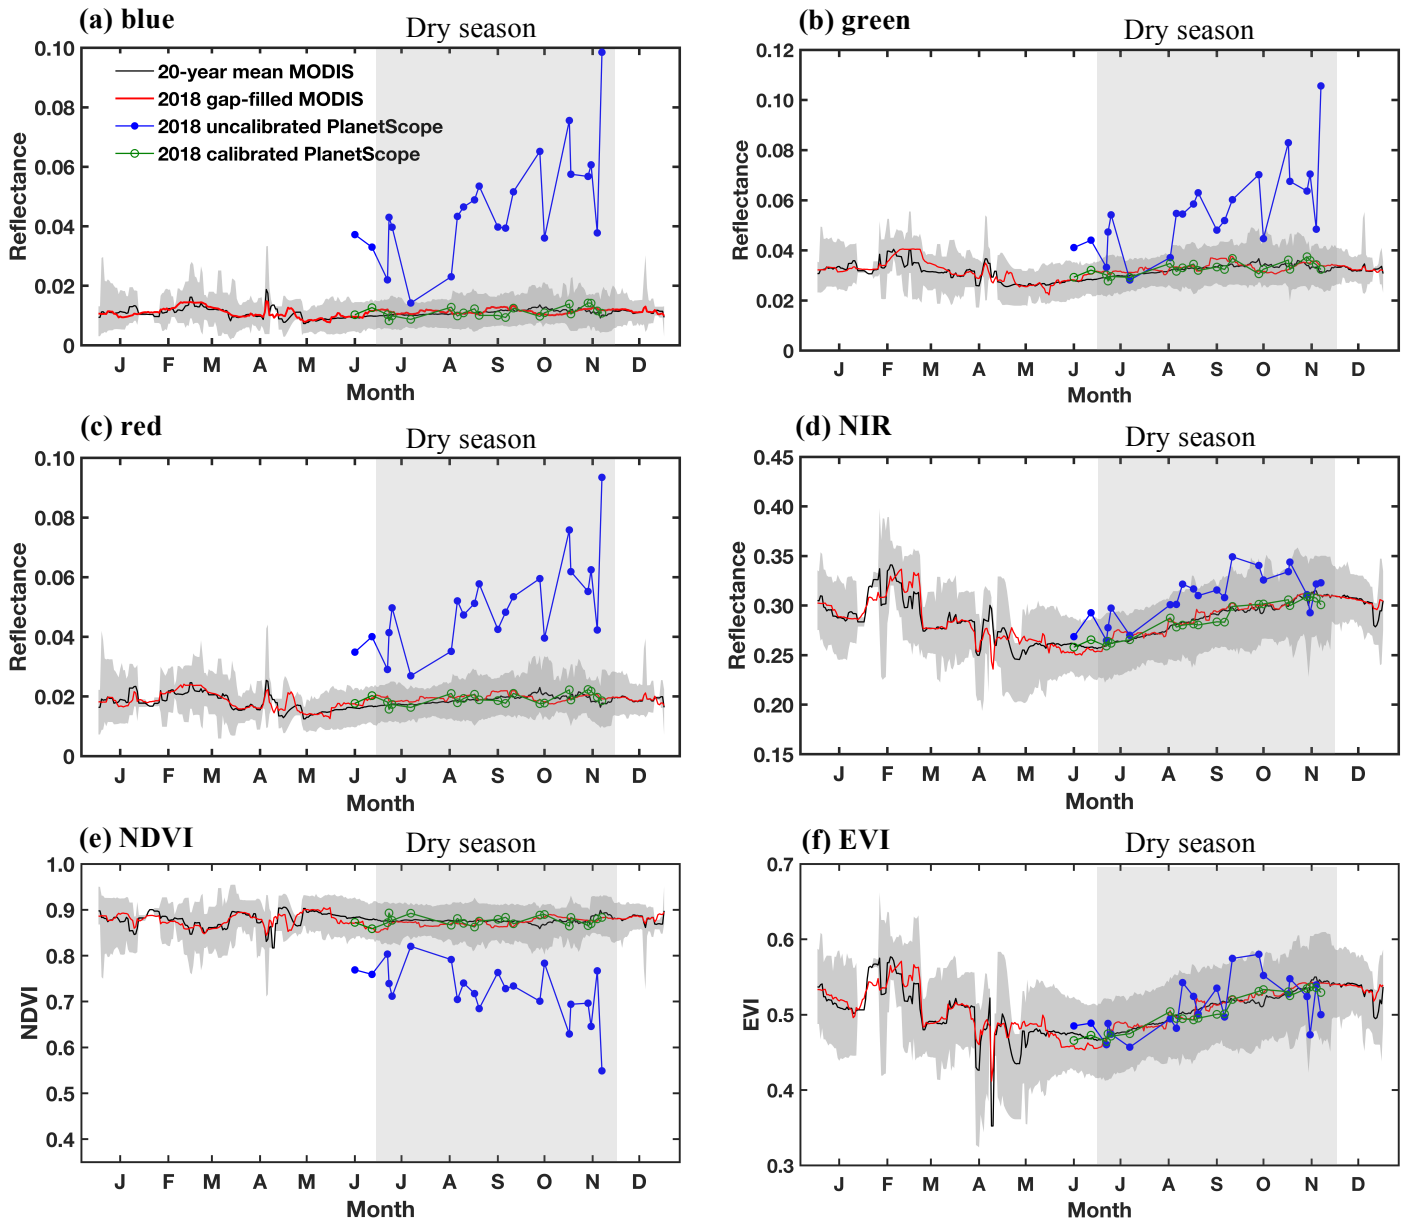 (a) blue
Dry season
0.10
0.08
0.06
0.04
0.02
0
Reflectance
20-year mean MODIS
2018 gap-filled MODIS
2018 uncalibrated PlanetScope
2018 calibrated PlanetScope
J F M A M J J A S O N D
Month
(b) green
Dry season
0.12
0.10
0.08
0.06
0.04
0.02
0
Reflectance
J F M A M J J A S O N D
Month
(c) red
Dry season
0.10
0.08
0.06
0.04
0.02
0
Reflectance
J F M A M J J A S O N D
Month
(d) NIR
Dry season
0.45
0.40
0.35
0.30
0.25
0.20
0.15
Reflectance
J F M A M J J A S O N D
Month
(e) NDVI
Dry season
1.0
0.9
0.8
0.7
0.6
0.5
0.4
NDVI
J F M A M J J A S O N D
Month
(f) EVI
Dry season
0.7
0.6
0.5
0.4
0.3
EVI
J F M A M J J A S O N D
Month